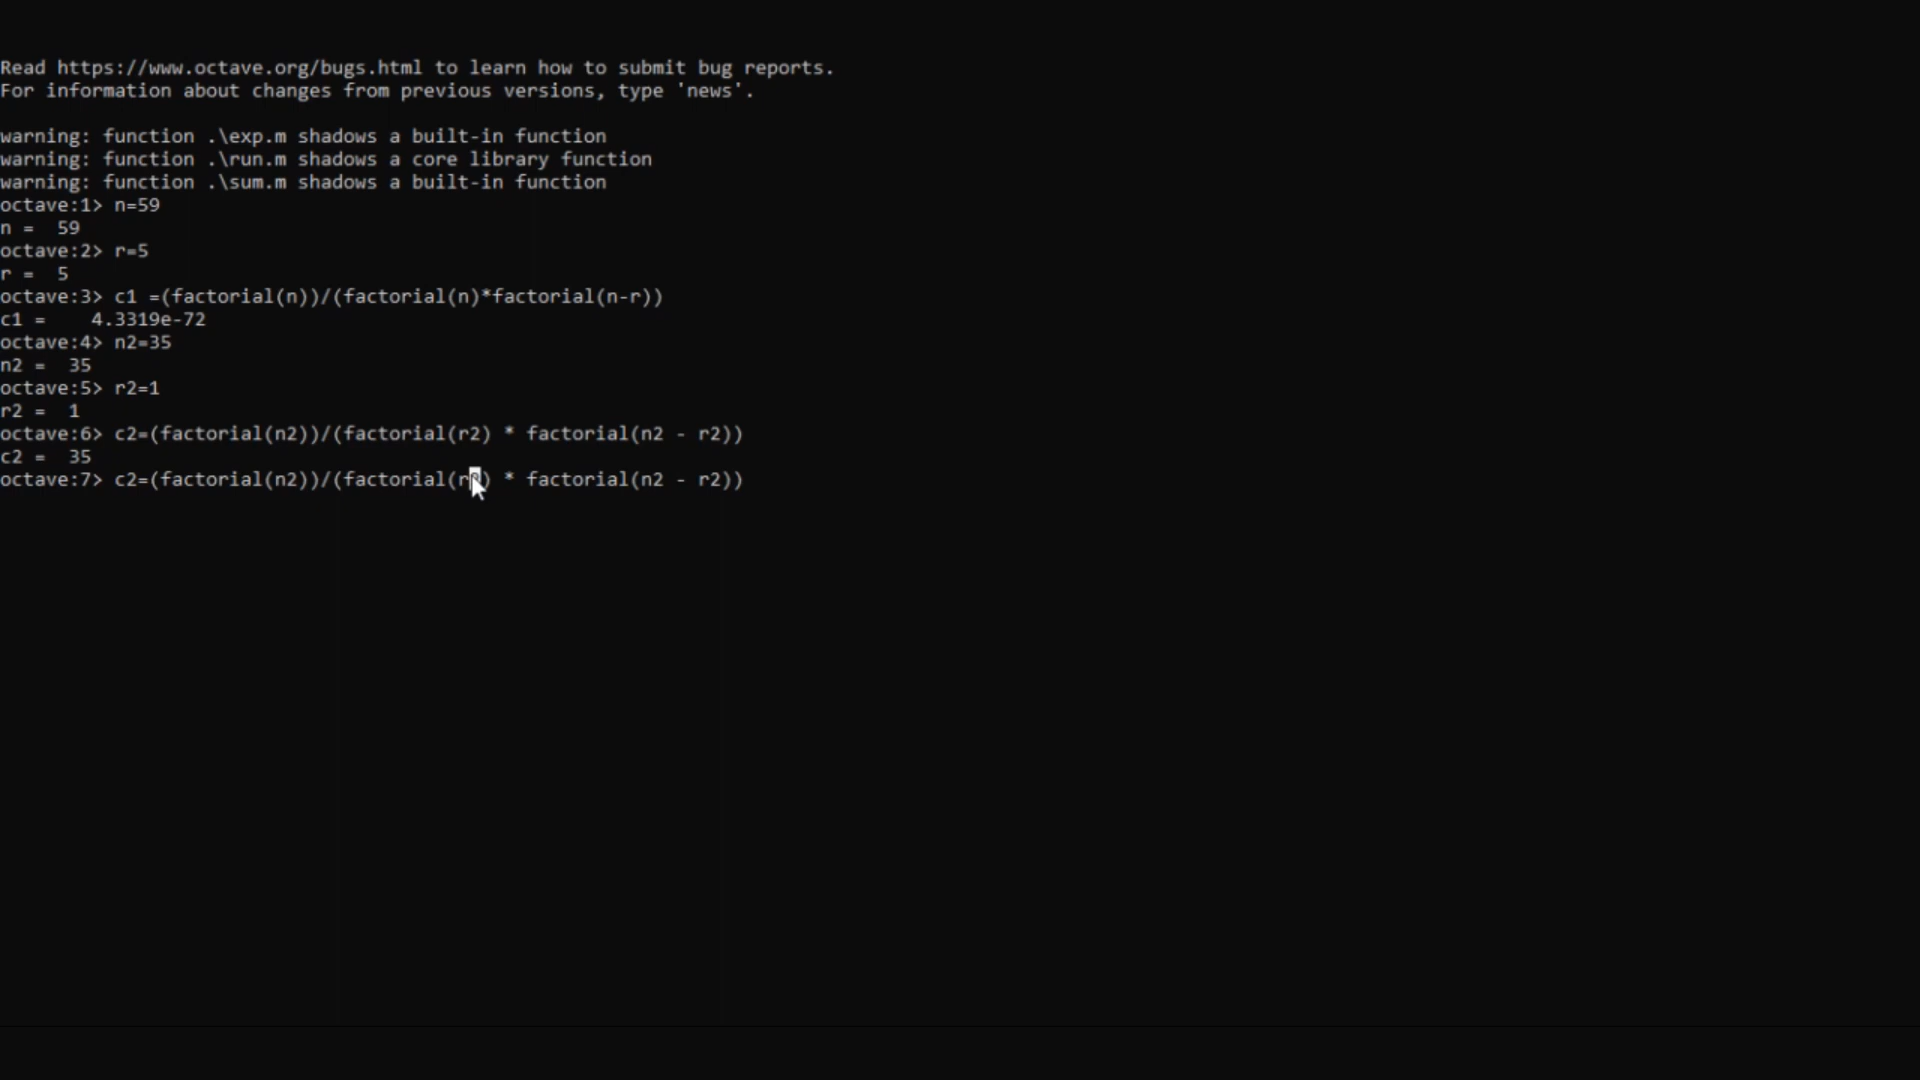 Read https://www.octave.org/bugs.html to learn how to submit bug reports.
For information about changes from previous versions, type 'news'.
warning: function .\exp.m shadows a built-in function
warning: function .\run.m shadows a core library function
warning: function .\sum.m shadows a built-in function
octave:1> n=59
n =  59
octave:2> r=5
r =  5
octave:3> c1 =(factorial(n))/(factorial(n)*factorial(n-r))
c1 =    4.3319e-72
octave:4> n2=35
n2 =  35
octave:5> r2=1
r2 =  1
octave:6> c2=(factorial(n2))/(factorial(r2) * factorial(n2 - r2))
c2 =  35
octave:7> c2=(factorial(n2))/(factorial(r2) * factorial(n2 - r2))